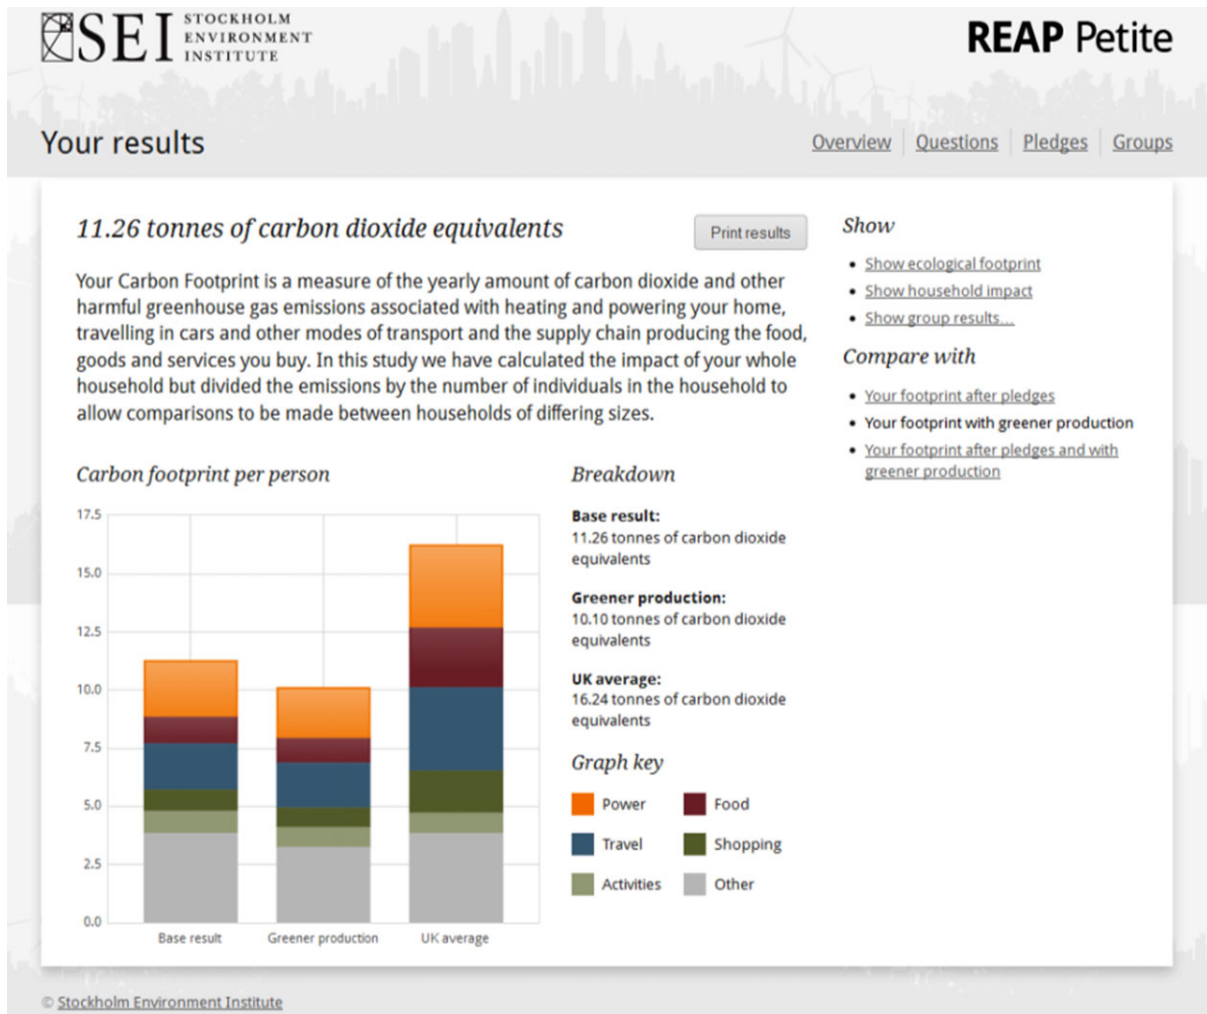 SEI STOCKHOLM
ENVIRONMENT
INSTITUTE
REAP Petite
Your results
Overview
Questions
Pledges
Groups
11.26 tonnes of carbon dioxide equivalents
Print results
Your Carbon Footprint is a measure of the yearly amount of carbon dioxide and other
harmful greenhouse gas emissions associated with heating and powering your home,
travelling in cars and other modes of transport and the supply chain producing the food,
goods and services you buy. In this study we have calculated the impact of your whole
household but divided the emissions by the number of individuals in the household to
allow comparisons to be made between households of differing sizes.
Show
• Show ecological footprint
• Show household impact
• Show group results...
Compare with
• Your footprint after pledges
• Your footprint with greener production
• Your footprint after pledges and with
greener production
Carbon footprint per person
17.5
15.0
12.5
10.0
7.5
5.0
2.5
0.0
Base result
Greener production
UK average
Breakdown
Base result:
11.26 tonnes of carbon dioxide
equivalents
Greener production:
10.10 tonnes of carbon dioxide
equivalents
UK average:
16.24 tonnes of carbon dioxide
equivalents
Graph key
Power
Food
Travel
Shopping
Activities
Other
© Stockholm Environment Institute